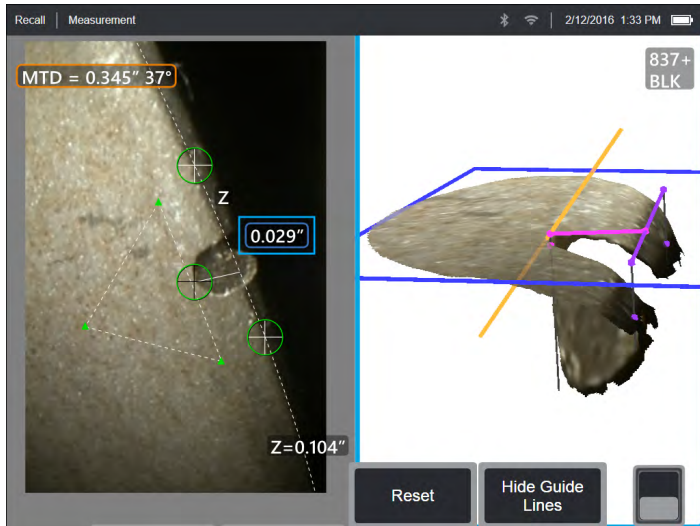 Recall | Measurement
2/12/2016 1:33 PM
MTD = 0.345" 37°
837+
BLK
Z
0.029"
Z=0.104"
Reset
Hide Guide
Lines